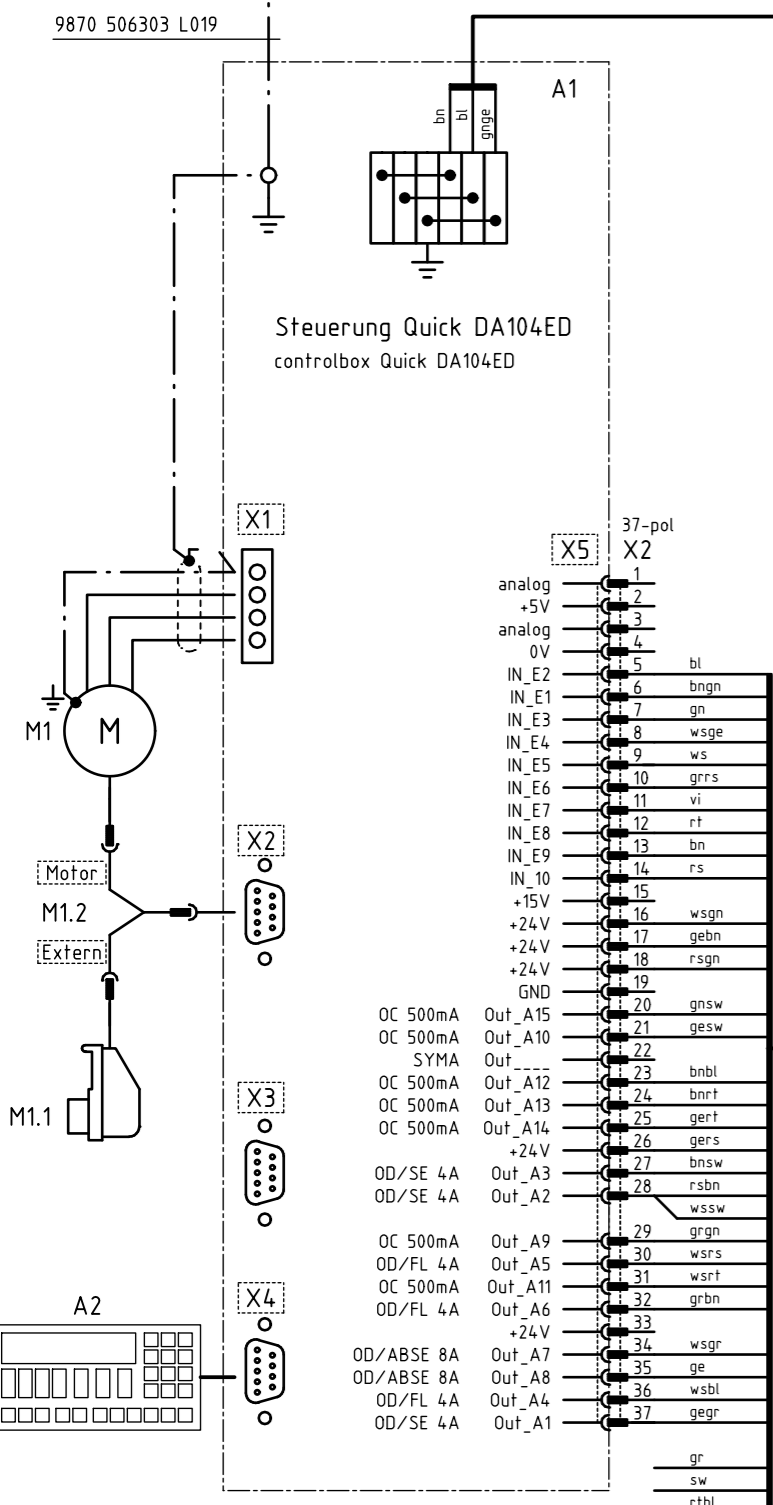 9870 506303 L019
A1
bn
bl
gnge
Steuerung Quick DA104ED
controlbox Quick DA104ED
X1
37-pol
X5 X2
analog 1
+5V 2
analog 3
0V 4
IN_E2 5 bl
IN_E1 6 bngn
IN_E3 7 gn
IN_E4 8 wsge
IN_E5 9 ws
IN_E6 10 grrs
IN_E7 11 vi
IN_E8 12 rt
IN_E9 13 bn
IN_10 14 rs
+15V 15
+24V 16 wsgn
+24V 17 gebn
+24V 18 rsgn
GND 19
OC 500mA Out_A15 20 gnsw
OC 500mA Out_A10 21 gesw
SYMA Out____ 22
OC 500mA Out_A12 23 bnbl
OC 500mA Out_A13 24 bnrt
OC 500mA Out_A14 25 gert
+24V 26 gers
OD/SE 4A Out_A3 27 bnsw
OD/SE 4A Out_A2 28 rsbn
wssw
OC 500mA Out_A9 29 grgn
OD/FL 4A Out_A5 30 wsrs
OC 500mA Out_A11 31 wsrt
OD/FL 4A Out_A6 32 grbn
+24V 33
OD/ABSE 8A Out_A7 34 wsgr
OD/ABSE 8A Out_A8 35 ge
OD/FL 4A Out_A4 36 wsbl
OD/SE 4A Out_A1 37 gegr
gr
sw
rtbl
M1 M
X2
Motor
M1.2
Extern
M1.1
X3
A2
X4